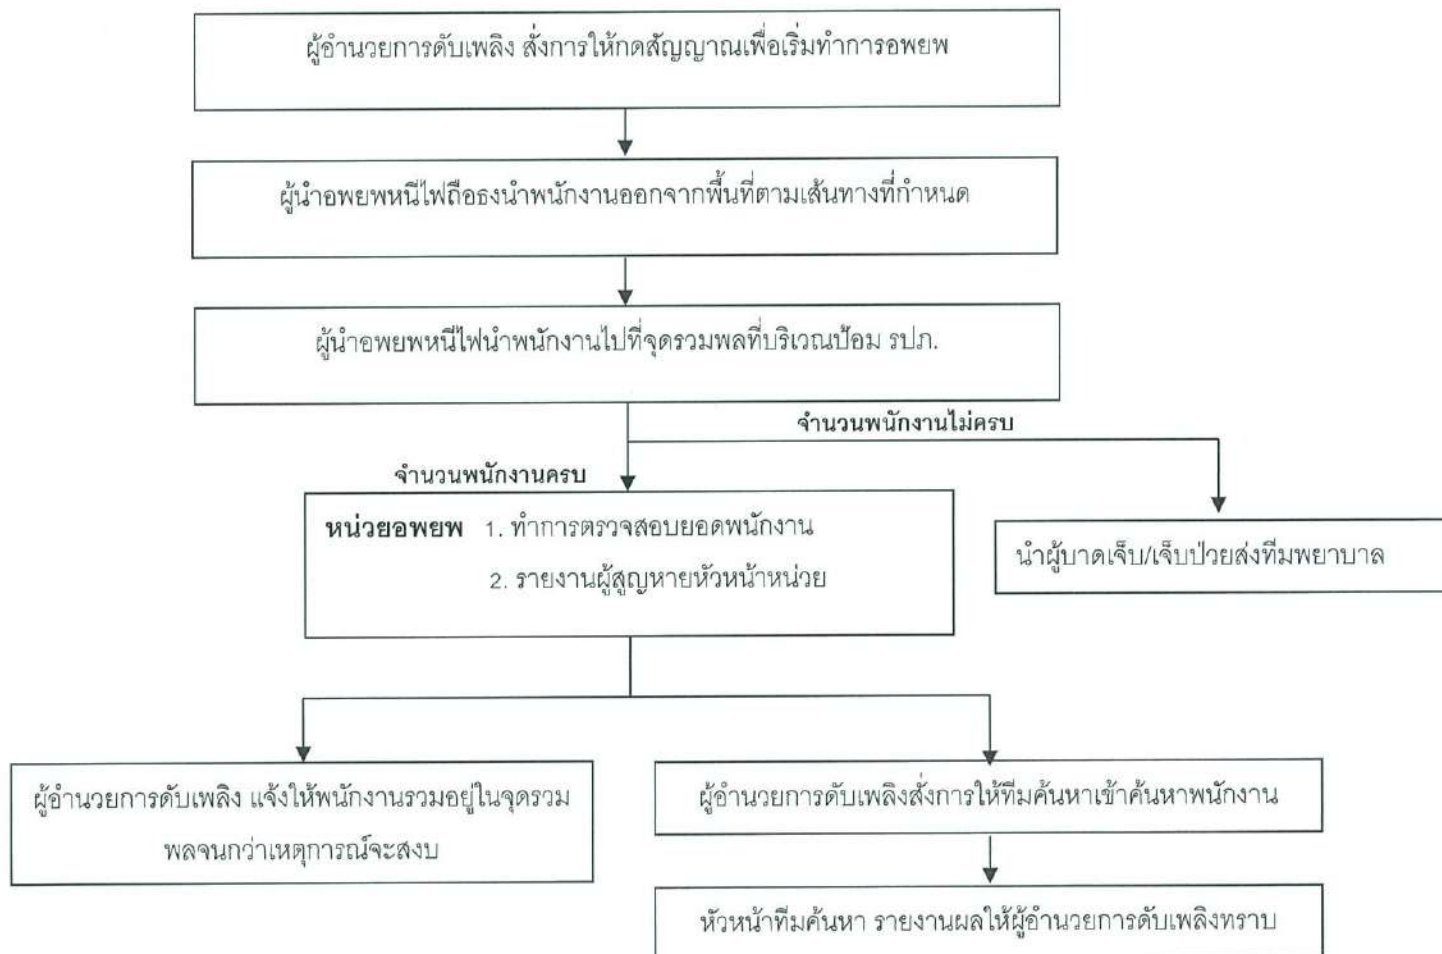 ผู้อำนวยการดับเพลิง สั่งการให้กดสัญญาณเพื่อเริ่มทำการอพยพ
ผู้นำอพยพหนีไฟถือธงนำพนักงานออกจากพื้นที่ตามเส้นทางที่กำหนด
ผู้นำอพยพหนีไฟนำพนักงานไปที่จุดรวมพลที่บริเวณป้อม รปภ.
จำนวนพนักงานไม่ครบ
จำนวนพนักงานครบ
หน่วยอพยพ 1. ทำการตรวจสอบยอดพนักงาน
2. รายงานผู้สูญหายหัวหน้าหน่วย
นำผู้บาดเจ็บ/เจ็บป่วยส่งทีมพยาบาล
ผู้อำนวยการดับเพลิง แจ้งให้พนักงานรวมอยู่ในจุดรวม
พลจนกว่าเหตุการณ์จะสงบ
ผู้อำนวยการดับเพลิงสั่งการให้ทีมค้นหาเข้าค้นหาพนักงาน
หัวหน้าทีมค้นหา รายงานผลให้ผู้อำนวยการดับเพลิงทราบ